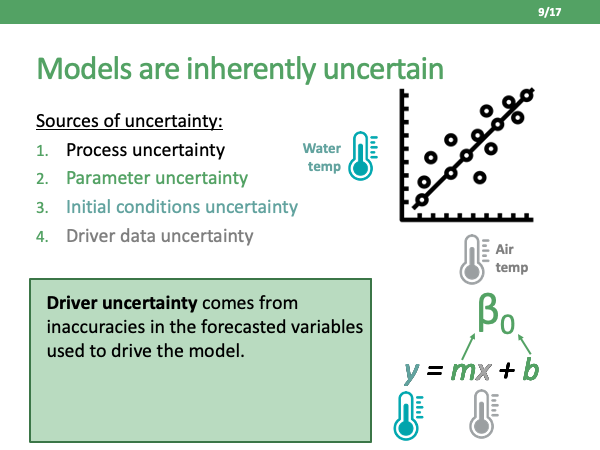 9/17
Models are inherently uncertain
Sources of uncertainty:
1. Process uncertainty
2. Parameter uncertainty
3. Initial conditions uncertainty
4. Driver data uncertainty
Water
temp
Air
temp
Driver uncertainty comes from
inaccuracies in the forecasted variables
used to drive the model.
β₀
y = mx + b